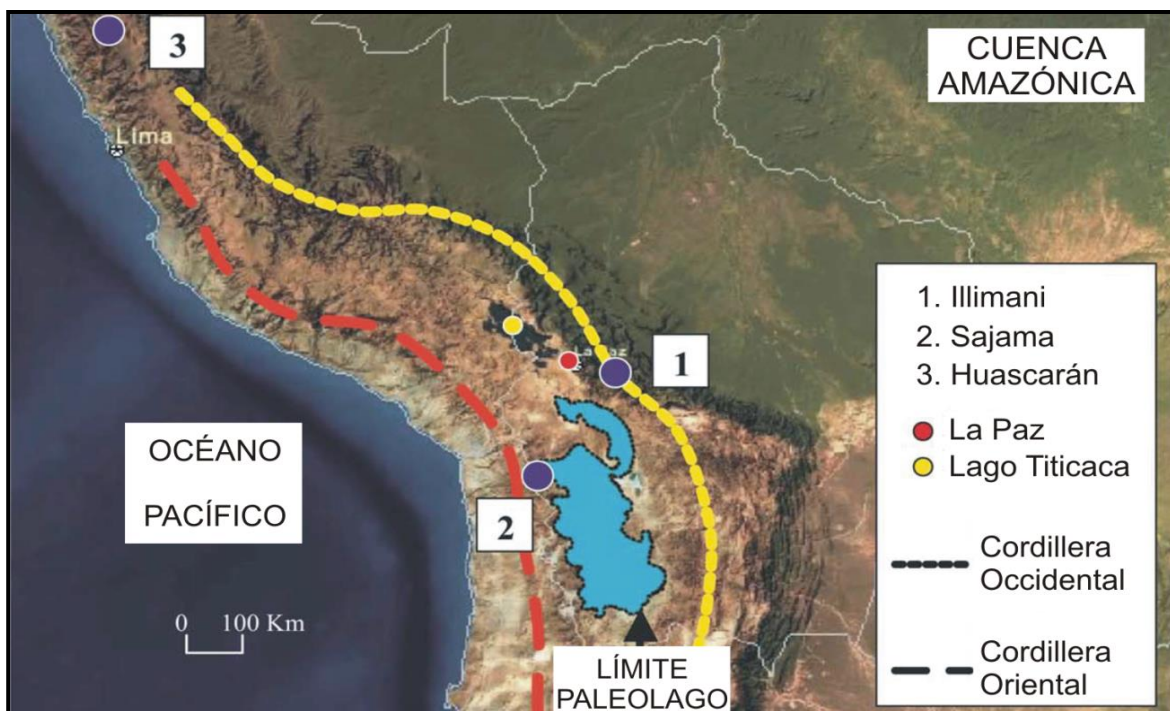 3
CUENCA
AMAZÓNICA
Lima
1. Illimani
2. Sajama
3. Huascarán
La Paz
Lago Titicaca
Cordillera
Occidental
Cordillera
Oriental
1
OCÉANO
PACÍFICO
2
0 100 Km
LÍMITE
PALEOLAGO